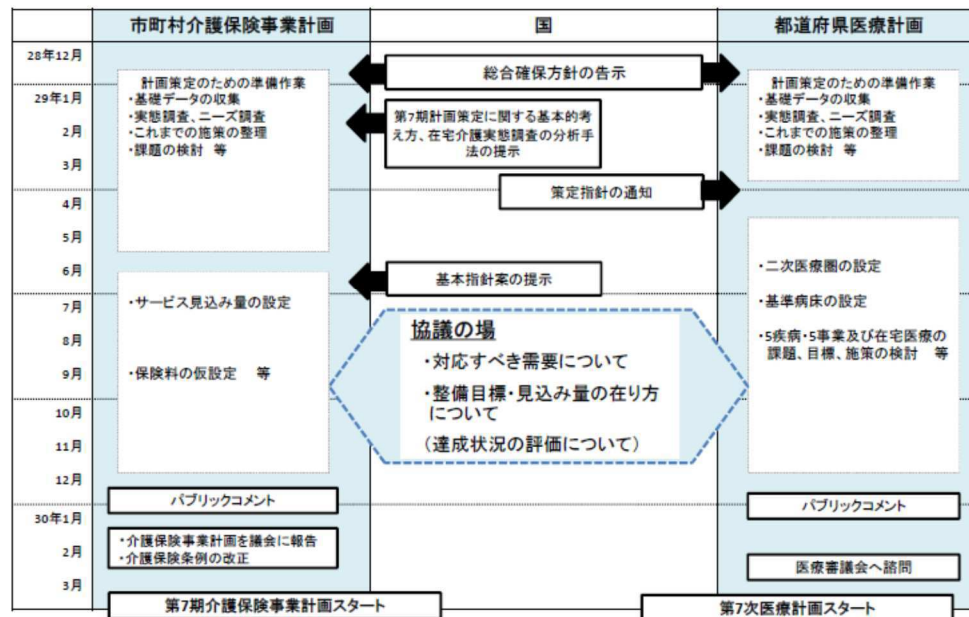 市町村介護保険事業計画
国
都道府県医療計画
28年12月
29年1月
2月
3月
4月
5月
6月
7月
8月
9月
10月
11月
12月
30年1月
2月
3月
計画策定のための準備作業
・基礎データの収集
・実態調査、ニーズ調査
・これまでの施策の整理
・課題の検討　等
・サービス見込み量の設定
・保険料の仮設定　等
パブリックコメント
・介護保険事業計画を議会に報告
・介護保険条例の改正
第7期介護保険事業計画スタート
総合確保方針の告示
第7期計画策定に関する基本的考
え方、在宅介護実態調査の分析手
法の提示
策定指針の通知
基本指針案の提示
協議の場
・対応すべき需要について
・整備目標・見込み量の在り方
について
（達成状況の評価について）
計画策定のための準備作業
・基礎データの収集
・実態調査、ニーズ調査
・これまでの施策の整理
・課題の検討　等
・二次医療圏の設定
・基準病床の設定
・5疾病・5事業及び在宅医療の
課題、目標、施策の検討　等
パブリックコメント
医療審議会へ諮問
第7次医療計画スタート